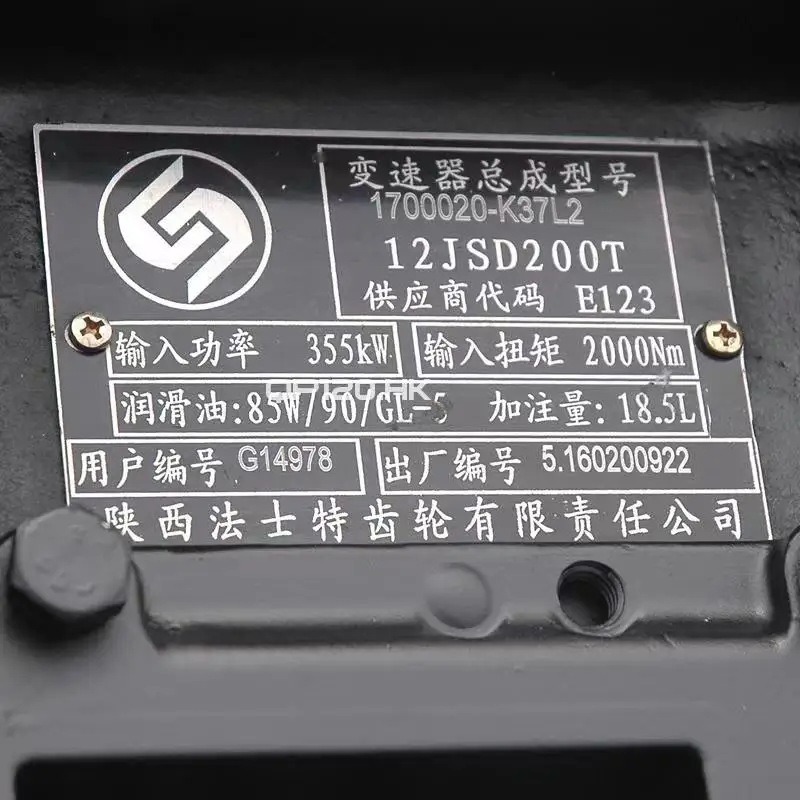 变速器总成型号
1700020-K37L2
12JSD200T
供应商代码 E123
输入功率 355kW 输入扭矩 2000Nm
润滑油:85W/90/GL-5 加注量:18.5L
用户编号 G14978 出厂编号 5.160200922
陕西法士特齿轮有限责任公司